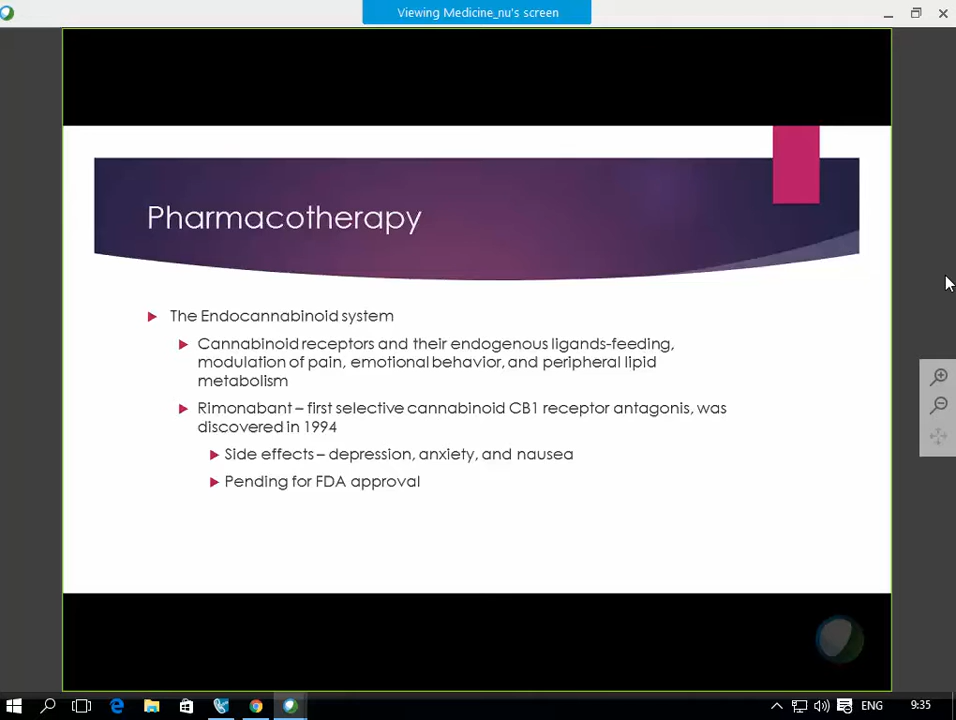 Viewing Medicine_nu's screen
Pharmacotherapy
The Endocannabinoid system
Cannabinoid receptors and their endogenous ligands-feeding,
modulation of pain, emotional behavior, and peripheral lipid
metabolism
Rimonabant – first selective cannabinoid CB1 receptor antagonis, was
discovered in 1994
Side effects – depression, anxiety, and nausea
Pending for FDA approval
ENG
9:35